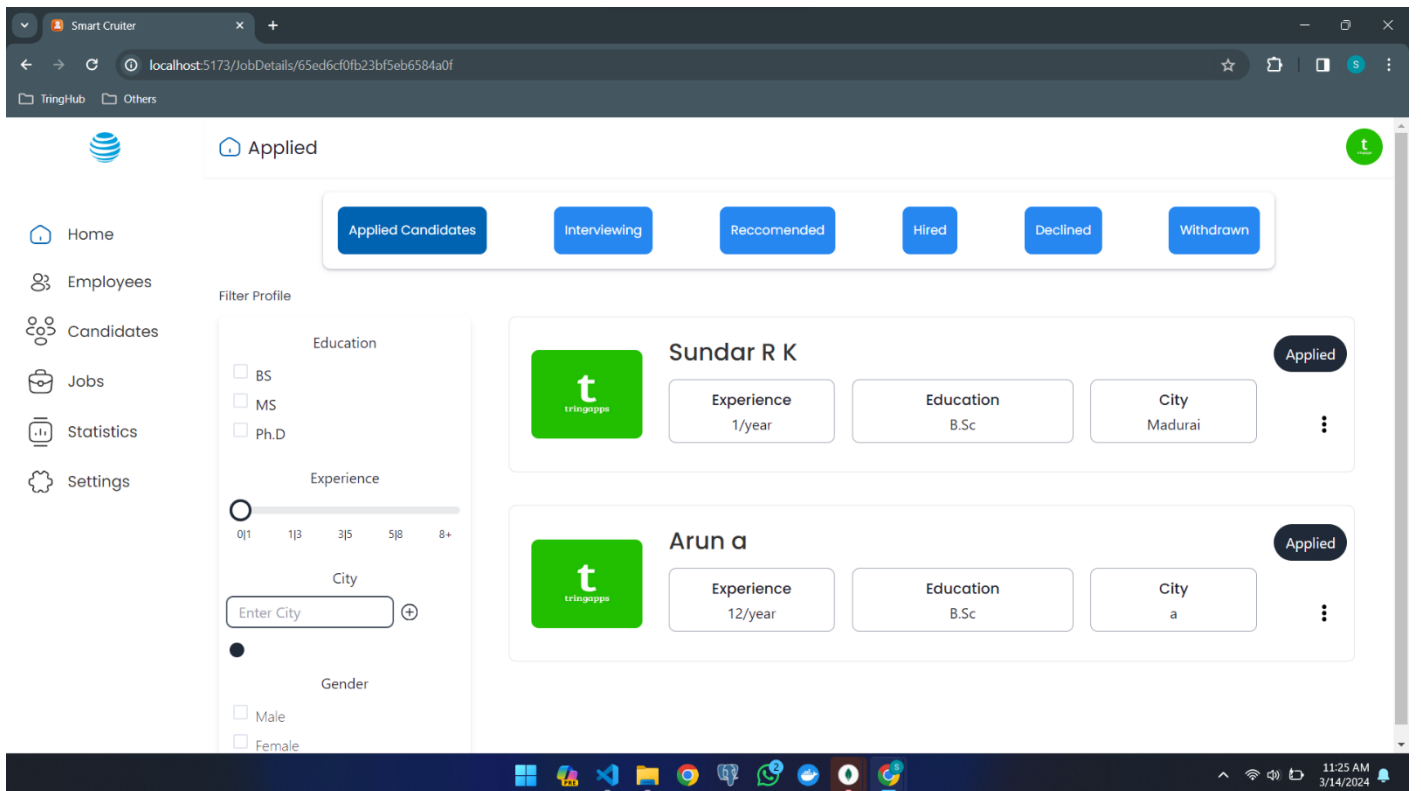 Smart Cruiter
localhost:5173/JobDetails/65ed6cf0fb23bf5eb6584a0f
S
TringHub Others
Applied
t
Home
Employees
Candidates
Jobs
Statistics
Settings
Applied Candidates Interviewing Reccomended Hired Declined Withdrawn
Filter Profile
Education
BS
MS
Ph.D
Experience
0|1 1|3 3|5 5|8 8+
City
Enter City
Gender
Male
Female
t
tringapps
Sundar R K
Applied
Experience
1/year
Education
B.Sc
City
Madurai
t
tringapps
Arun a
Applied
Experience
12/year
Education
B.Sc
City
a
PRE
2
S
11:25 AM
3/14/2024